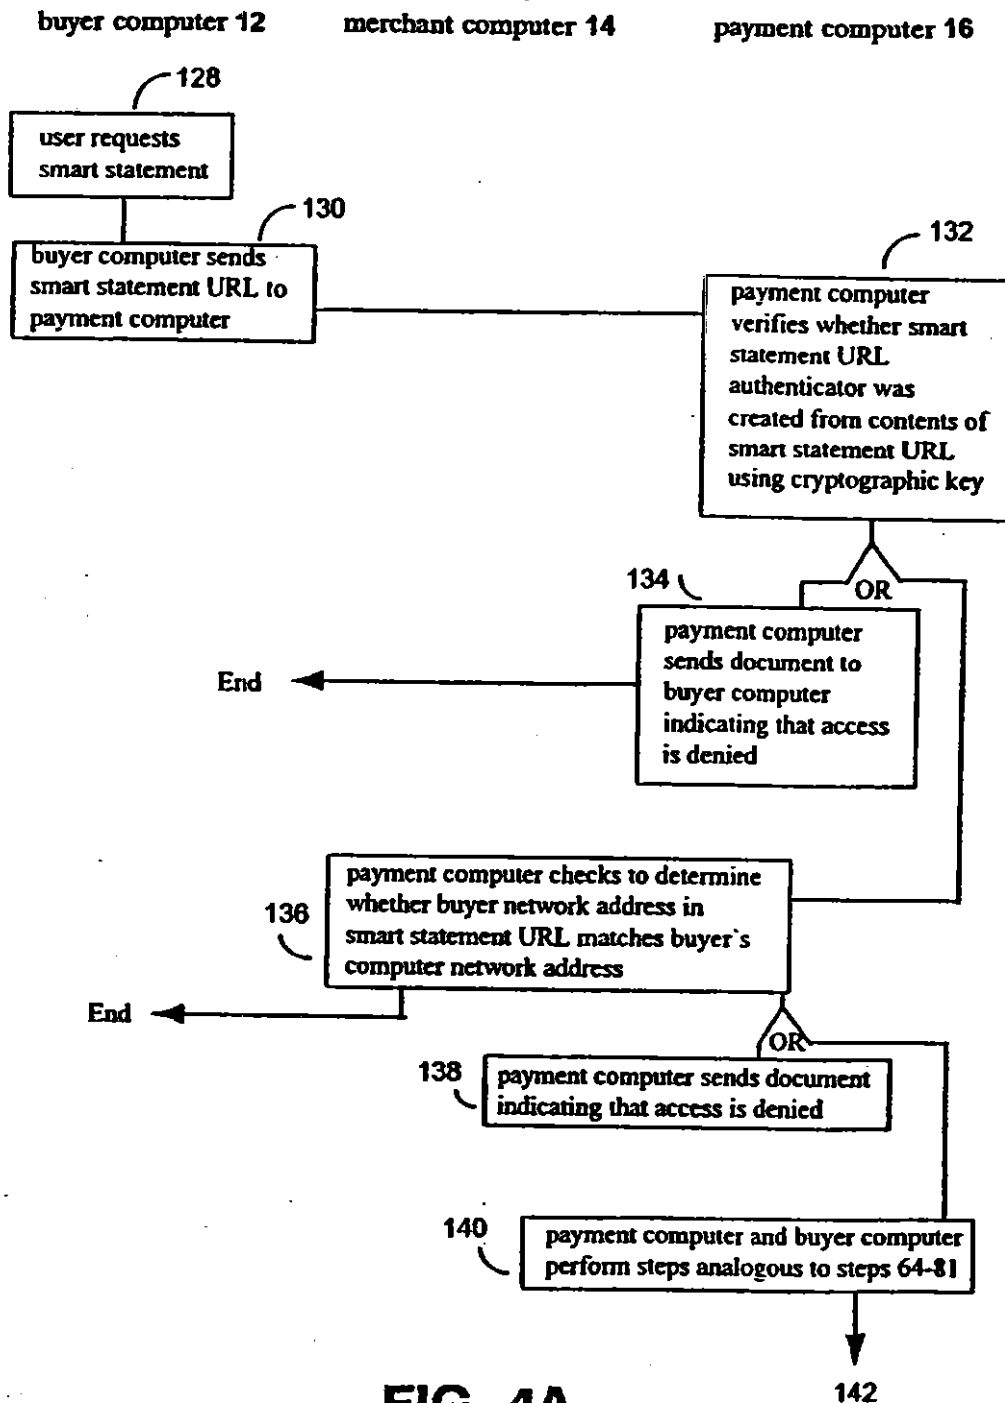 buyer computer 12 merchant computer 14 payment computer 16
128
user requests
smart statement
130
buyer computer sends
smart statement URL to
payment computer
132
payment computer
verifies whether smart
statement URL
authenticator was
created from contents of
smart statement URL
using cryptographic key
OR
134
payment computer
sends document to
buyer computer
indicating that access
is denied
End
136
payment computer checks to determine
whether buyer network address in
smart statement URL matches buyer's
computer network address
End
OR
138
payment computer sends document
indicating that access is denied
140
payment computer and buyer computer
perform steps analogous to steps 64-81
142
FIG. 4A